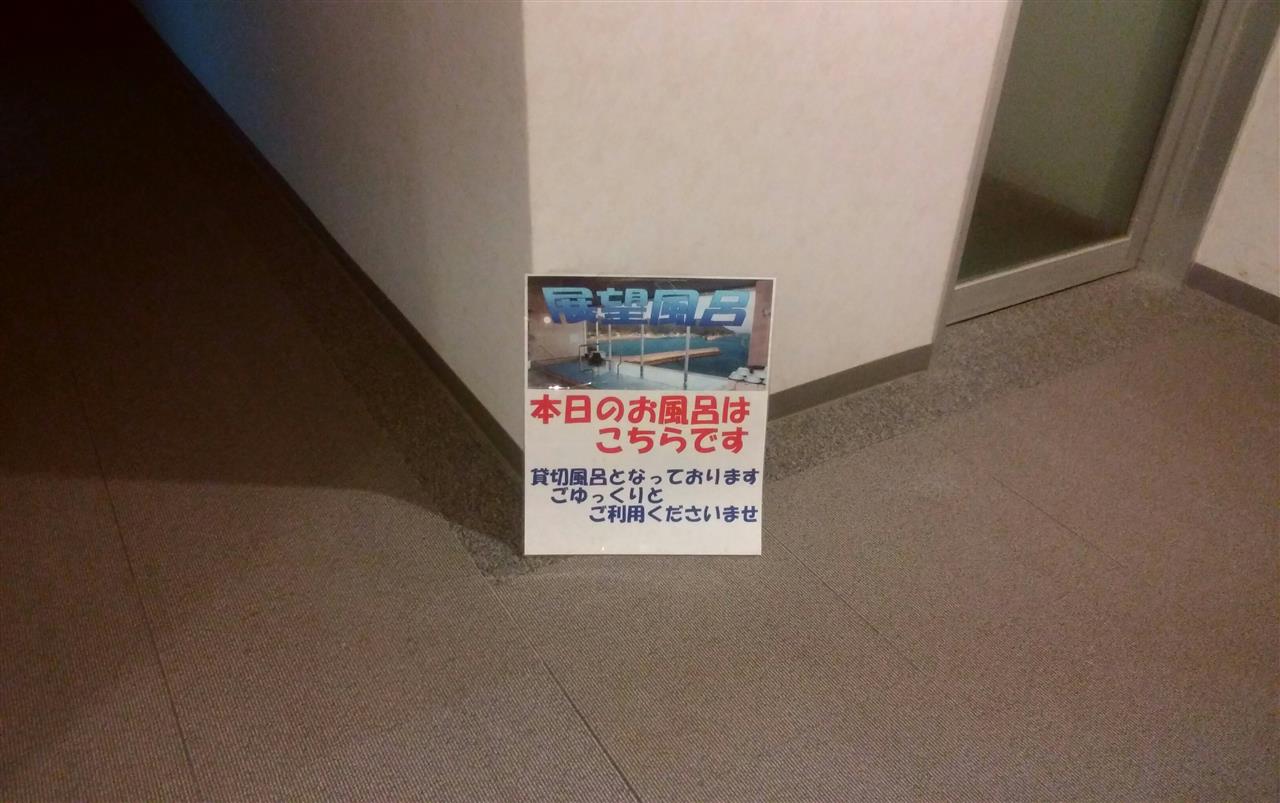 展望風呂
本日のお風呂は
こちらです
貸切風呂となっております
ごゆっくりと
ご利用くださいませ